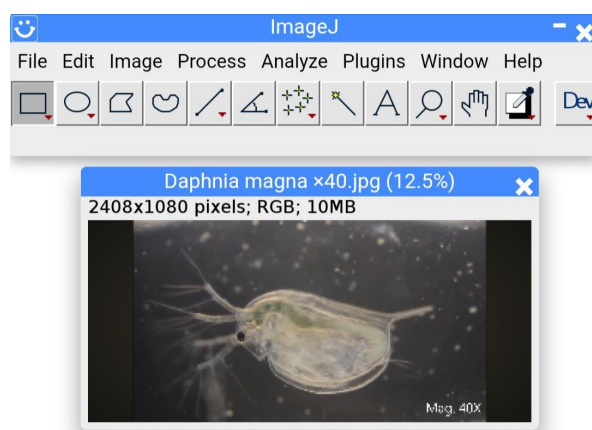 ImageJ
File Edit Image Process Analyze Plugins Window Help
A Dev
Daphnia magna ×40.jpg (12.5%)
2408x1080 pixels; RGB; 10MB
Mag. 40X